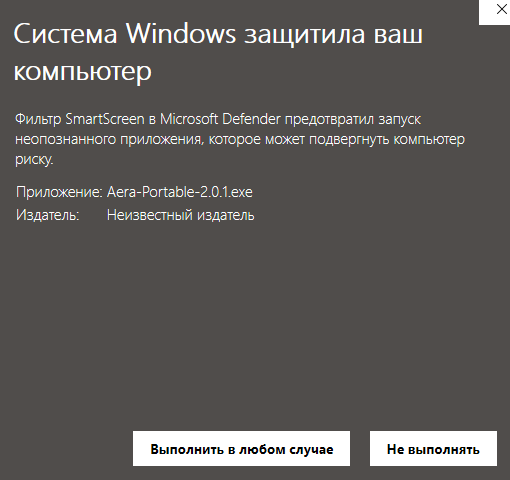 Система Windows защитила ваш
компьютер
Фильтр SmartScreen в Microsoft Defender предотвратил запуск
неопознанного приложения, которое может подвергнуть компьютер
риску.
Приложение: Aera-Portable-2.0.1.exe
Издатель: Неизвестный издатель
Выполнить в любом случае Не выполнять